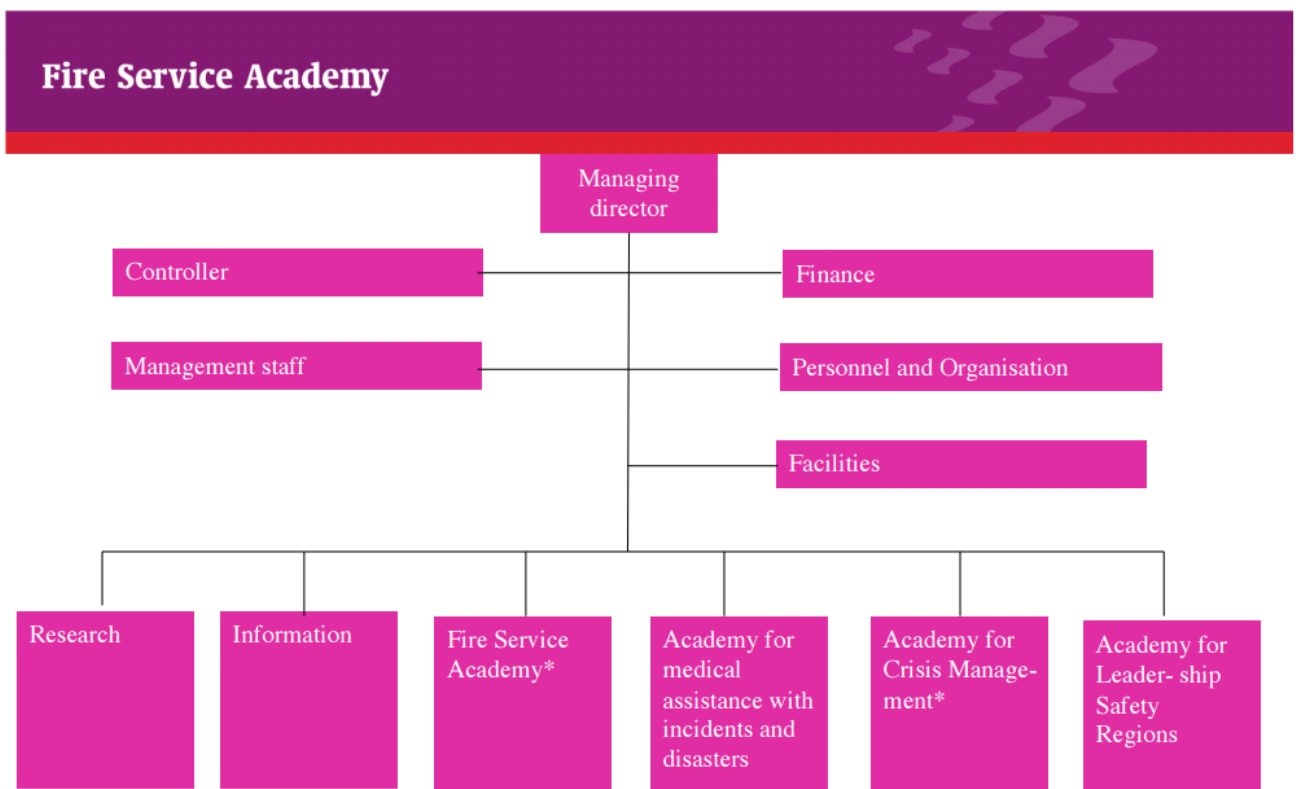 Fire Service Academy
Managing
director
Controller
Finance
Management staff
Personnel and Organisation
Facilities
Research
Information
Fire Service
Academy*
Academy for
medical
assistance with
incidents and
disasters
Academy for
Crisis Manage-
ment*
Academy for
Leader- ship
Safety
Regions